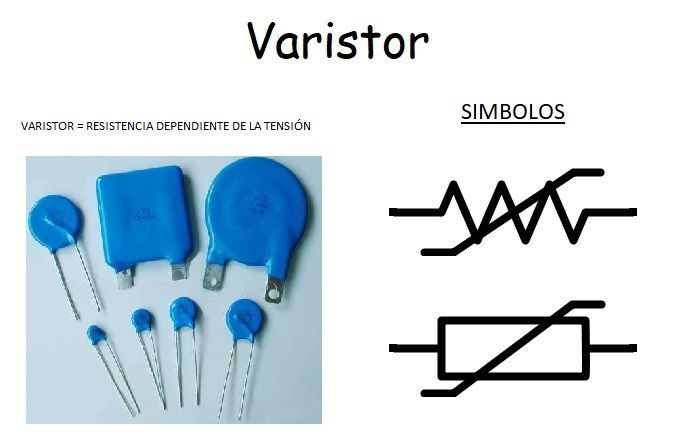 Varistor
VARISTOR = RESISTENCIA DEPENDIENTE DE LA TENSIÓN
SIMBOLOS